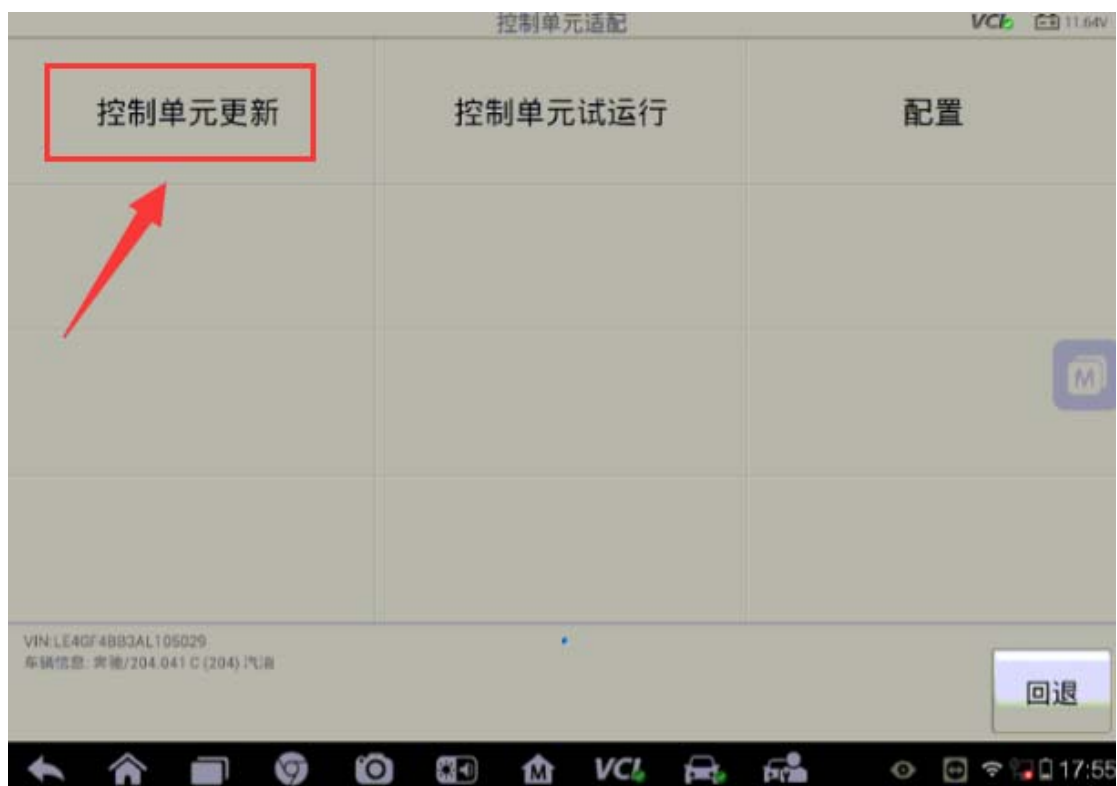 控制单元适配
VCI
11.64V
控制单元更新
控制单元试运行
配置
M
VIN:LE4GF4BB3AL105029
车辆信息: 奔驰/204.041 C (204) 汽油
回退
M
VCI
17:55